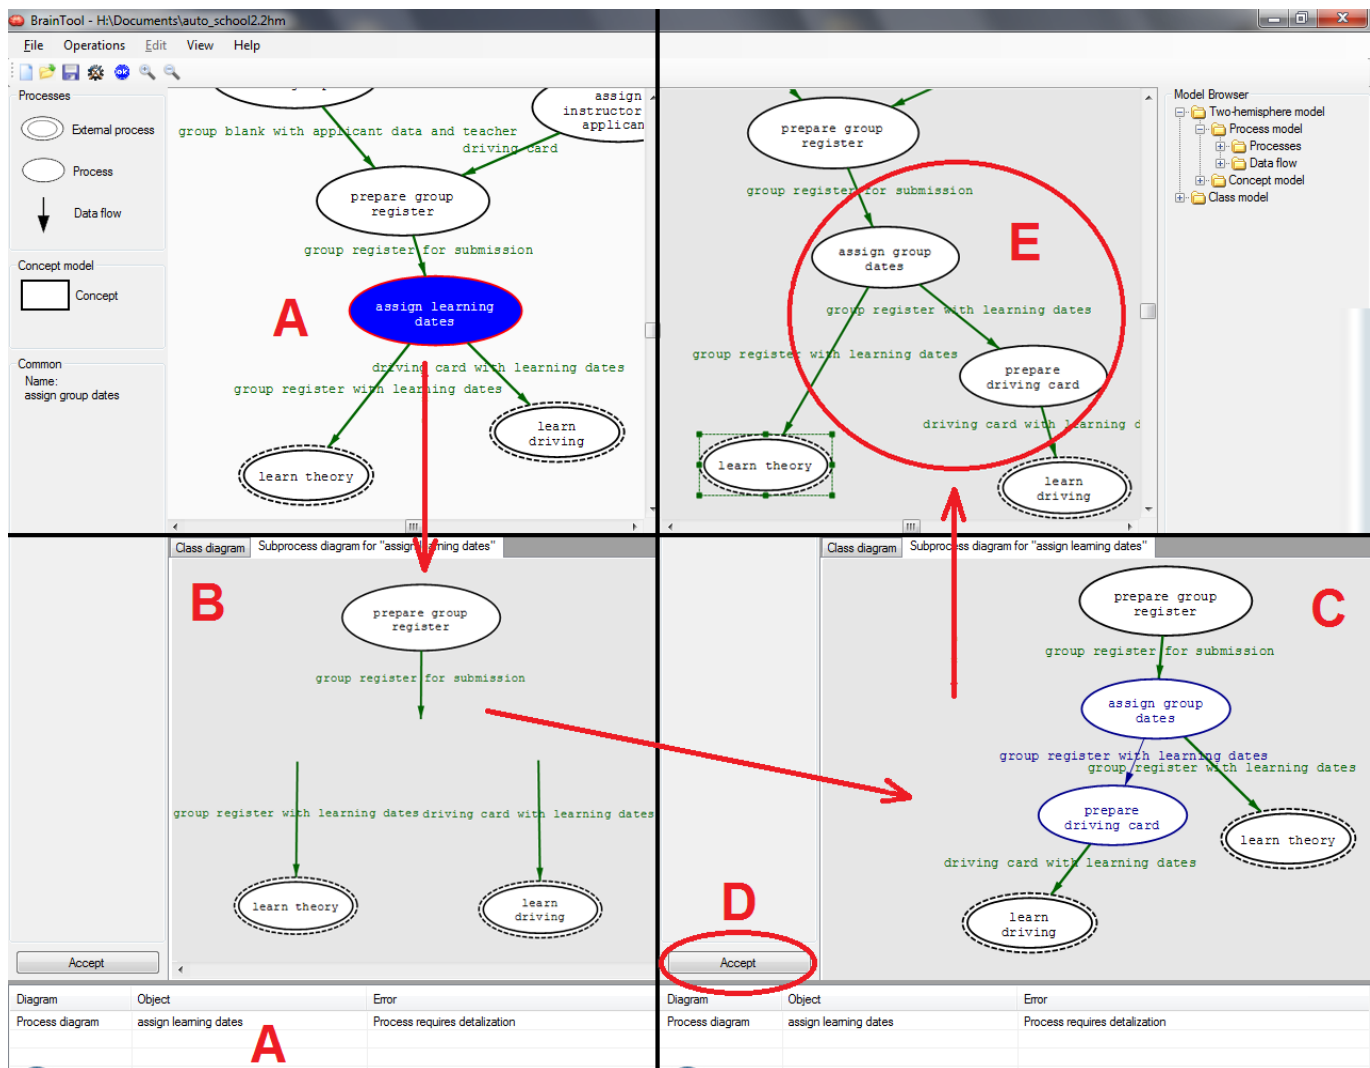 BrainTool - H:\Documents\auto_school2.2hm
File Operations Edit View Help
ok
Processes
External process
Process
Data flow
Concept model
Concept
Common
Name:
assign group dates
assign
instructor
applican
group blank with applicant data and teacher
driving card
prepare group
register
group register for submission
A
assign learning
dates
driving card with learning dates
group register with learning dates
learn
driving
learn theory
prepare group
register
group register for submission
E
assign group
dates
group register with learning dates
group register with learning dates
prepare
driving card
driving card with learning d
learn theory
learn
driving
Model Browser
Two-hemisphere model
Process model
Processes
Data flow
Concept model
Class model
Class diagram Subprocess diagram for "assign learning dates"
B
prepare group
register
group register for submission
group register with learning dates driving card with learning dates
learn theory
learn
driving
Accept
Class diagram Subprocess diagram for "assign learning dates"
C
prepare group
register
group register for submission
assign group
dates
group register with learning dates
group register with learning dates
prepare
driving card
learn theory
driving card with learning dates
learn
driving
D
Accept
Diagram Object Error
Process diagram assign learning dates Process requires detalization
A
Diagram Object Error
Process diagram assign learning dates Process requires detalization